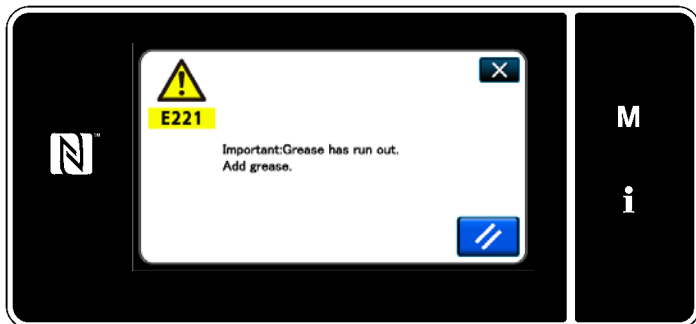 E221
Important:Grease has run out.
Add grease.
M
i